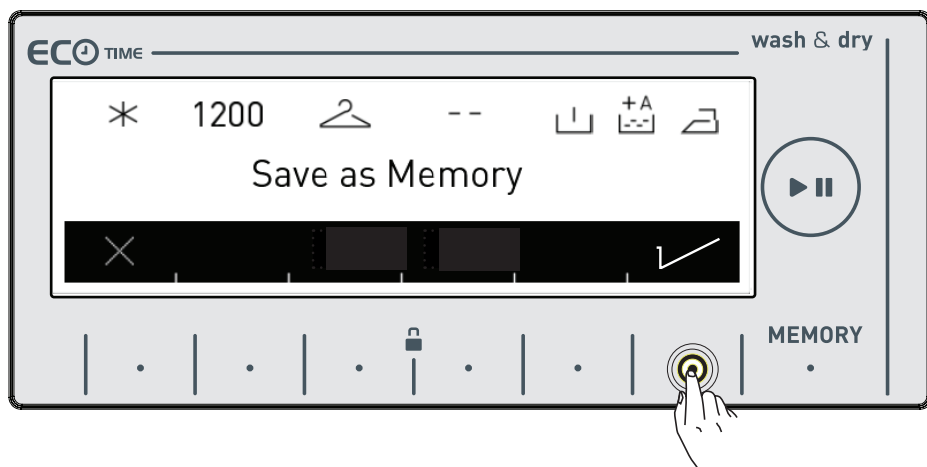 wash & dry
ECO TIME
1200 -- +A
Save as Memory
MEMORY